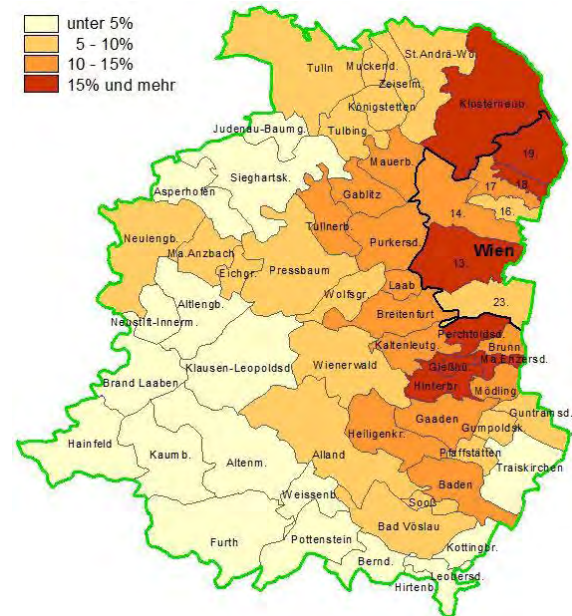 unter 5%
5 - 10%
10 - 15%
15% und mehr
St.Andrä-Wö.
Tulln
Muckend.
Zeiselm.
Klosterneub.
Königstetten
Judenau-Baumg.
Tulbing
19.
Mauerb.
Sieghartsk.
17
18.
Asperhofen
Gablitz
16.
14.
Tullnerb.
Neulengb.
Purkersd.
Ma.Anzbach
Wien
Pressbaum
13.
Eichgr.
Laab
Wolfsgr.
Altlengb.
23.
Neustift-Innerm.
Breitenfurt
Perchtoldsd.
Kaltenleutg.
Brunn
Ma.Enzersd.
Klausen-Leopoldsd
Wienerwald
Gießhü.
Brand Laaben
Hinterbr.
Mödling
Guntramsd.
Gaaden
Gumpoldsk.
Hainfeld
Heiligenkr.
Kaumb.
Alland
Pfaffstätten
Altenm.
Traiskirchen
Baden
Weissenb.
Sooß
Bad Vöslau
Furth
Pottenstein
Kottingbr.
Bernd.
Leobersd.
Hirtenb.